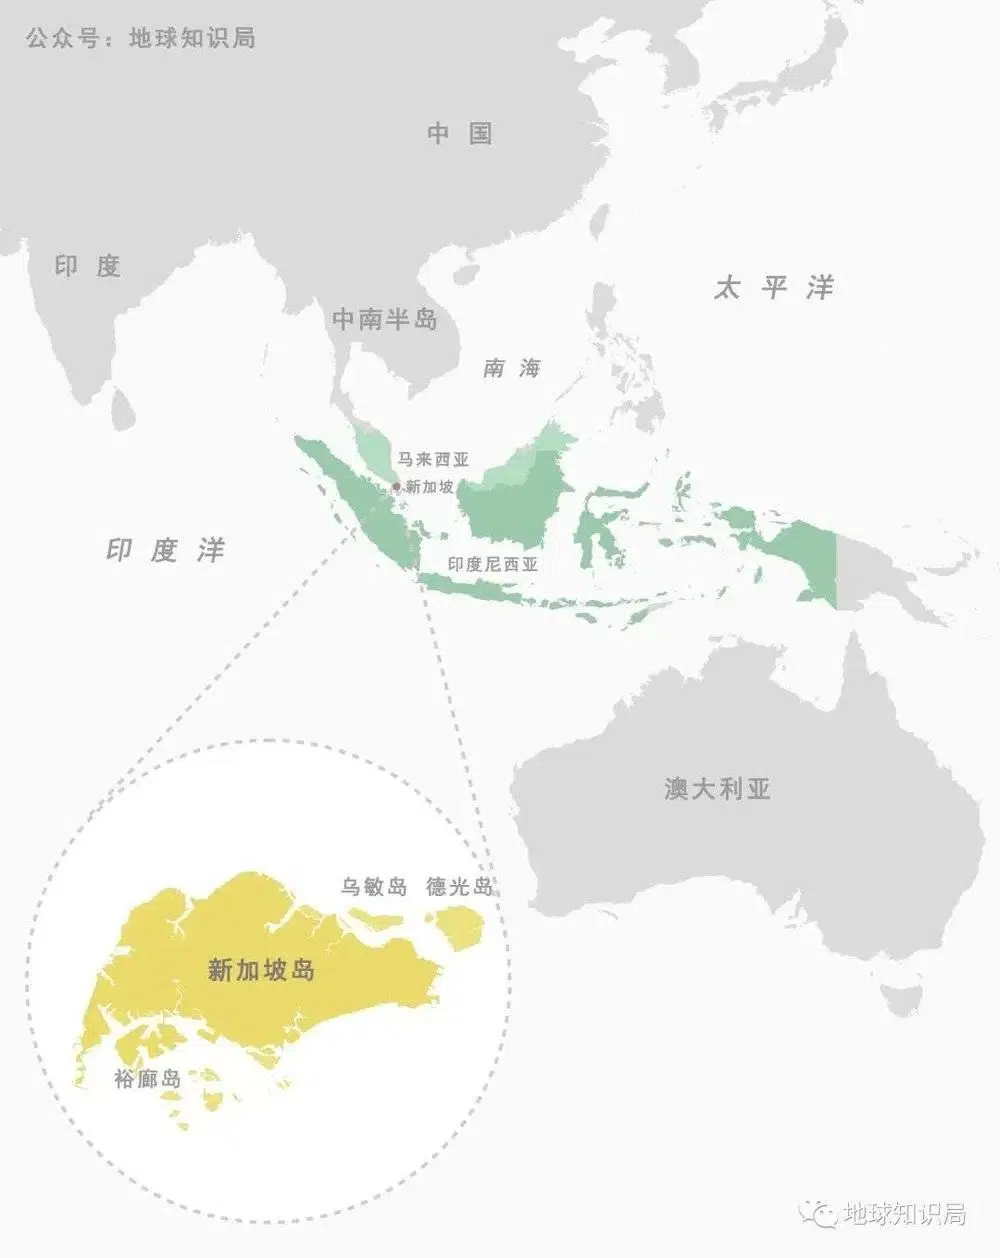 公众号：地球知识局
中国
印度
太平洋
中南半岛
南海
马来西亚
新加坡
印度洋
印度尼西亚
澳大利亚
乌敏岛 德光岛
新加坡岛
裕廊岛
地球知识局